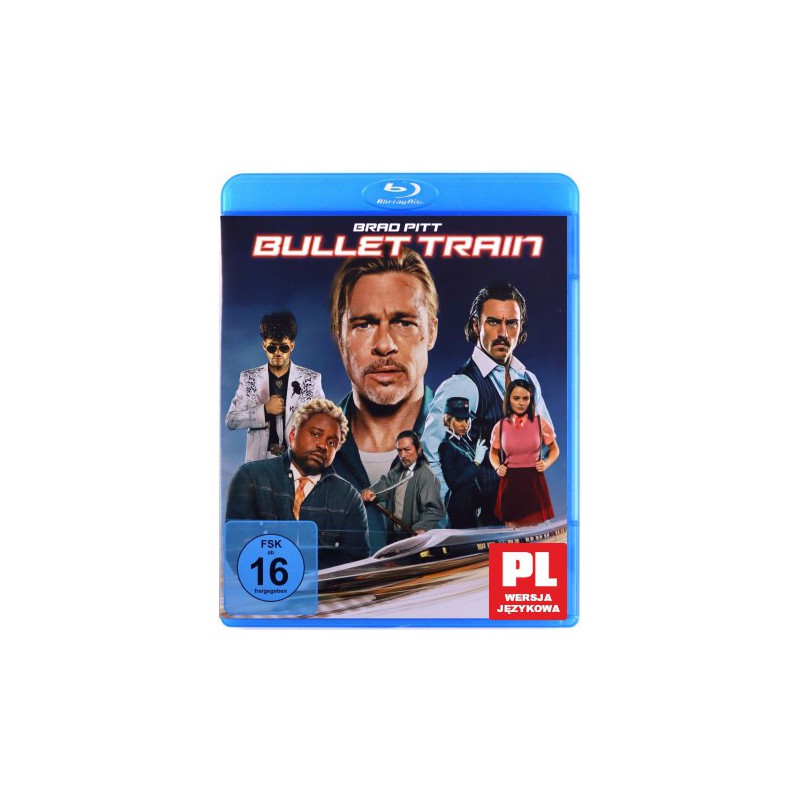 Blu-ray Disc
BRAD PITT
BULLET TRAIN
FSK
ab
16
freigegeben
PL
WERSJA
JĘZYKOWA